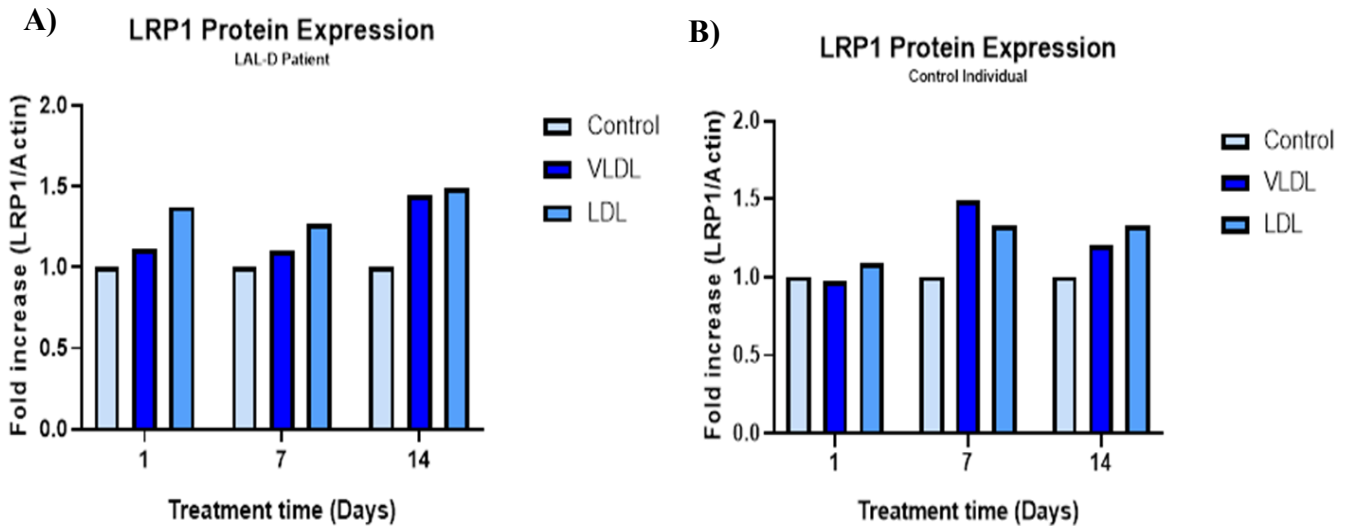 A)
LRP1 Protein Expression
LAL-D Patient
Fold increase (LRP1/Actin)
2.0
1.5
1.0
0.5
0.0
1 7 14
Treatment time (Days)
Control
VLDL
LDL
B)
LRP1 Protein Expression
Control Individual
Fold increase (LRP1/Actin)
2.0
1.5
1.0
0.5
0.0
1 7 14
Treatment time (Days)
Control
VLDL
LDL